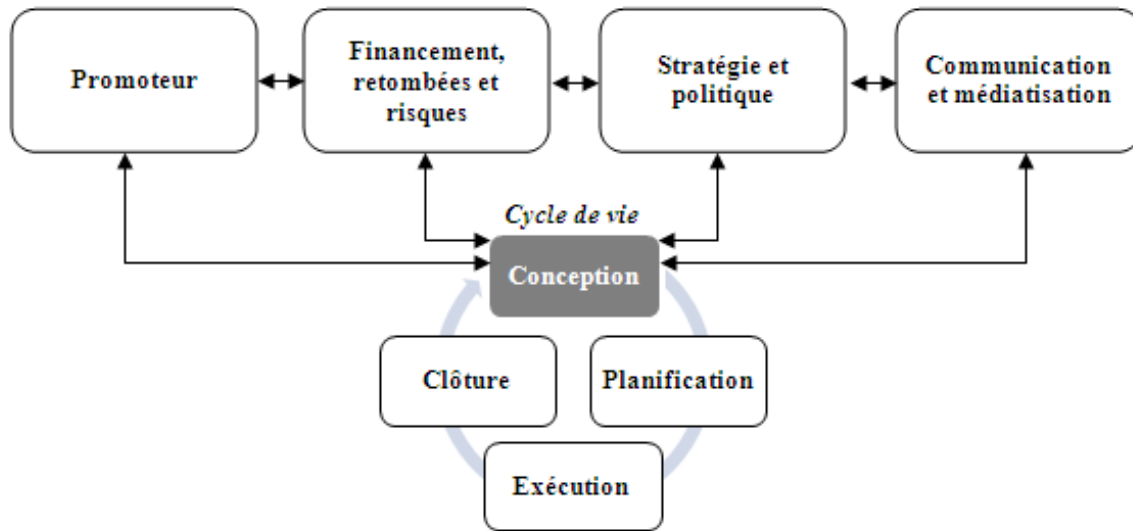 Promoteur
Financement,
retombées et
risques
Stratégie et
politique
Communication
et médiatisation
Cycle de vie
Conception
Clôture
Planification
Exécution